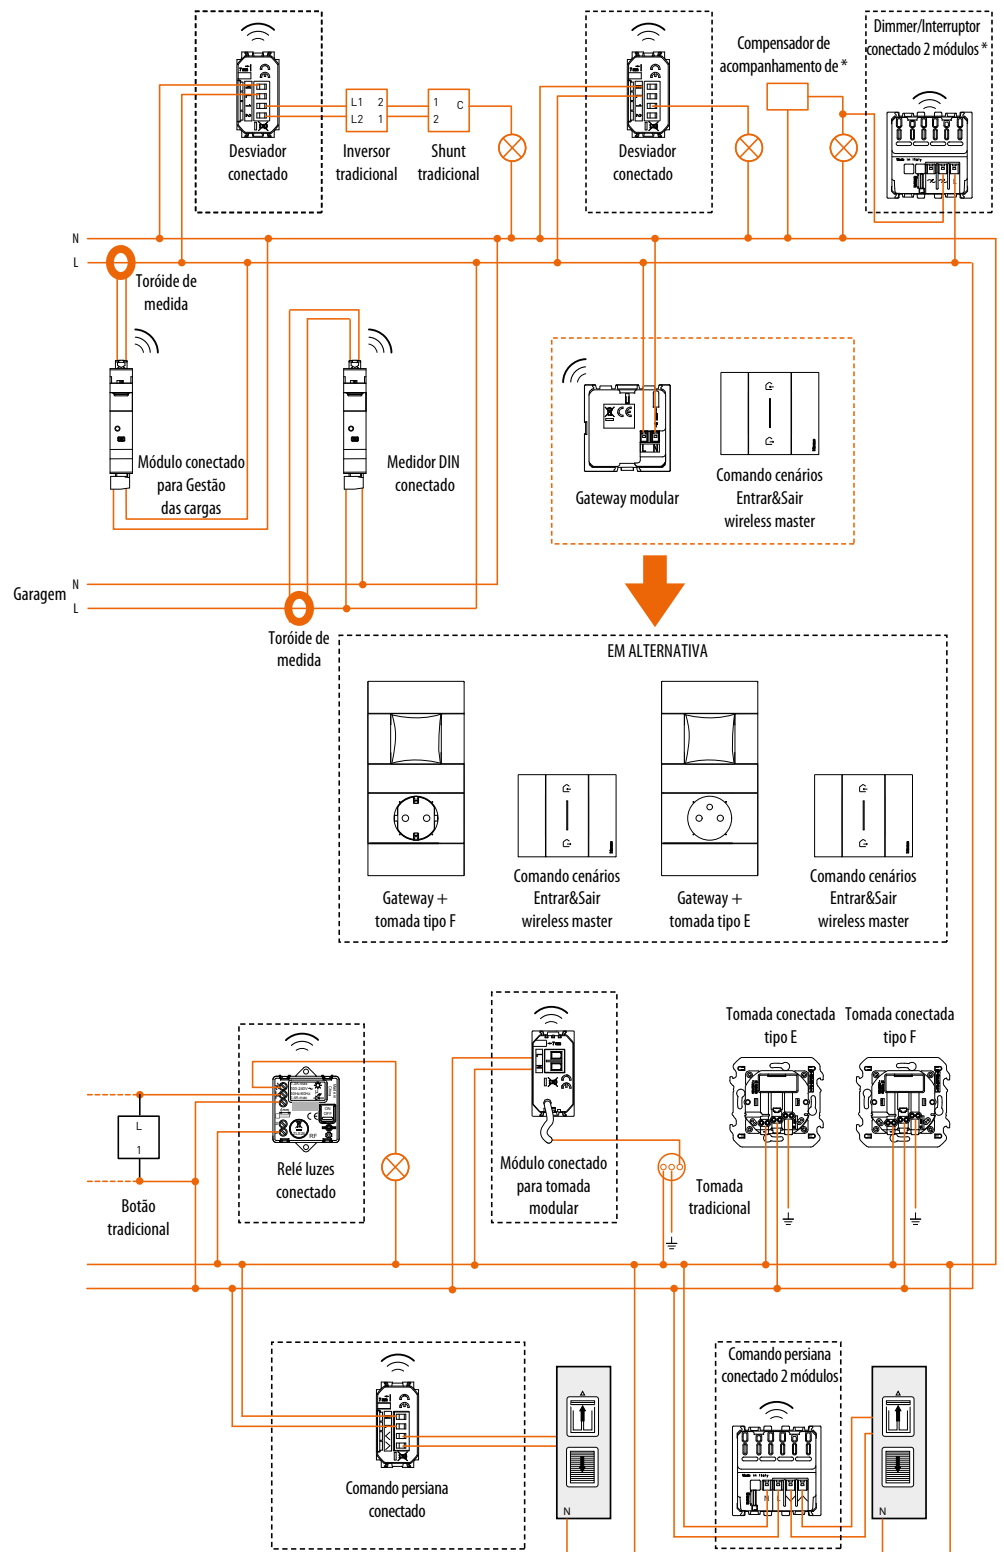 Dimmer/Interruptor
conectado 2 módulos *
Compensador de
acompanhamento de *
L1 2
L2 1
1 C
2
Desviador
conectado
Inversor
tradicional
Shunt
tradicional
Desviador
conectado
N
L
Toróide de
medida
Módulo conectado
para Gestão
das cargas
Medidor DIN
conectado
L N
Gateway modular
Comando cenários
Entrar&Sair
wireless master
Garagem
N
L
Toróide de
medida
EM ALTERNATIVA
Gateway +
tomada tipo F
Comando cenários
Entrar&Sair
wireless master
Gateway +
tomada tipo E
Comando cenários
Entrar&Sair
wireless master
Tomada conectada
tipo E
Tomada conectada
tipo F
L
1
Botão
tradicional
RF
Relé luzes
conectado
Módulo conectado
para tomada
modular
Tomada
tradicional
Comando persiana
conectado
N
Comando persiana
conectado 2 módulos
Made in Italy
N L
N